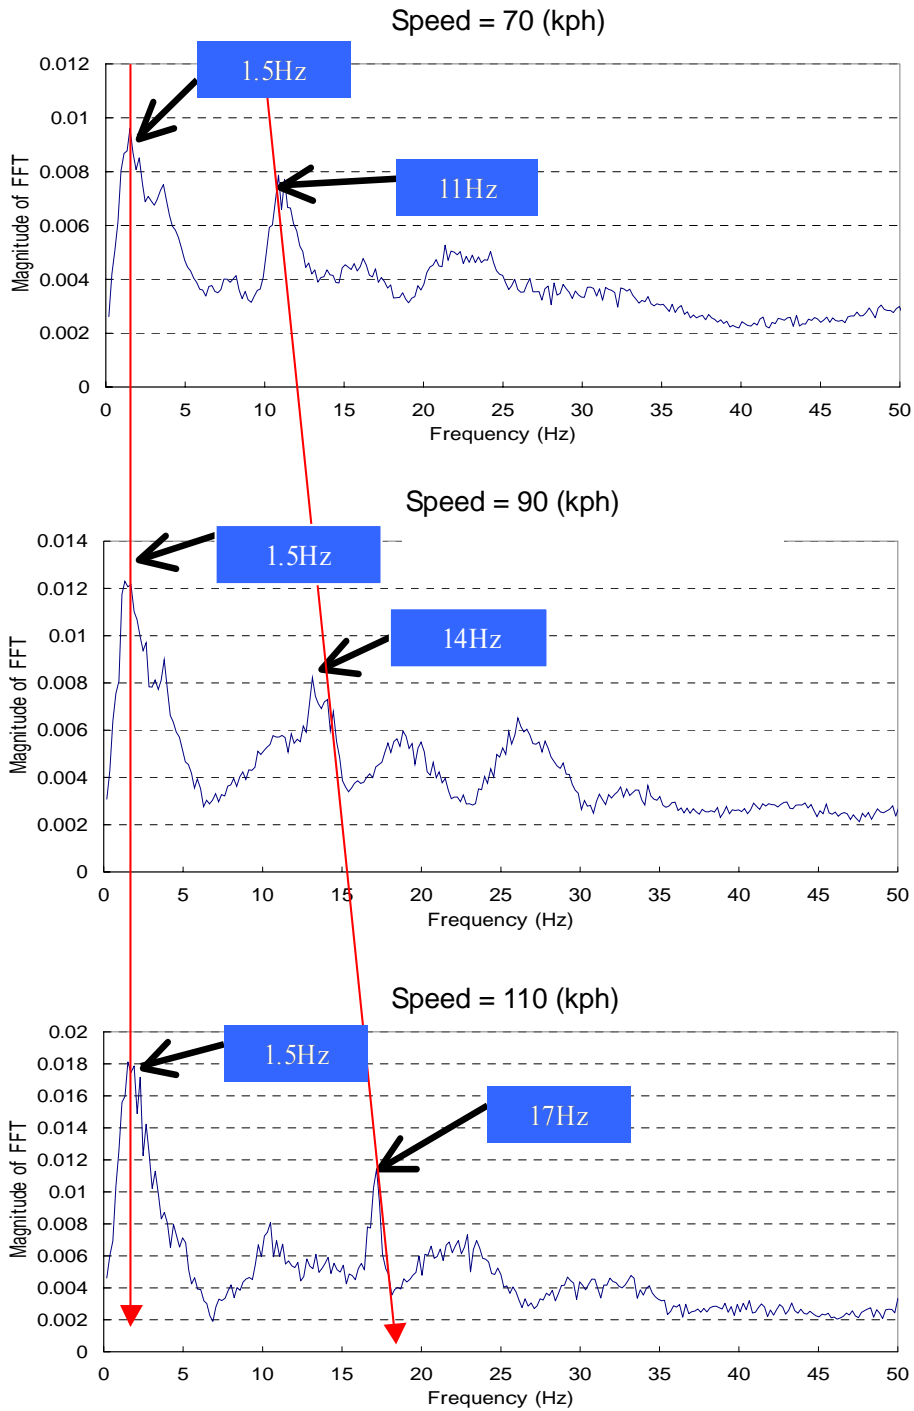 Speed = 70 (kph)
0.012
1.5Hz
0.01
0.008
11Hz
0.006
0.004
0.002
0
Magnitude of FFT
0 5 10 15 20 25 30 35 40 45 50
Frequency (Hz)
Speed = 90 (kph)
0.014
1.5Hz
0.012
0.01
14Hz
0.008
0.006
0.004
0.002
0
Magnitude of FFT
0 5 10 15 20 25 30 35 40 45 50
Frequency (Hz)
Speed = 110 (kph)
0.02
1.5Hz
0.018
0.016
0.014
17Hz
0.012
0.01
0.008
0.006
0.004
0.002
0
Magnitude of FFT
0 5 10 15 20 25 30 35 40 45 50
Frequency (Hz)